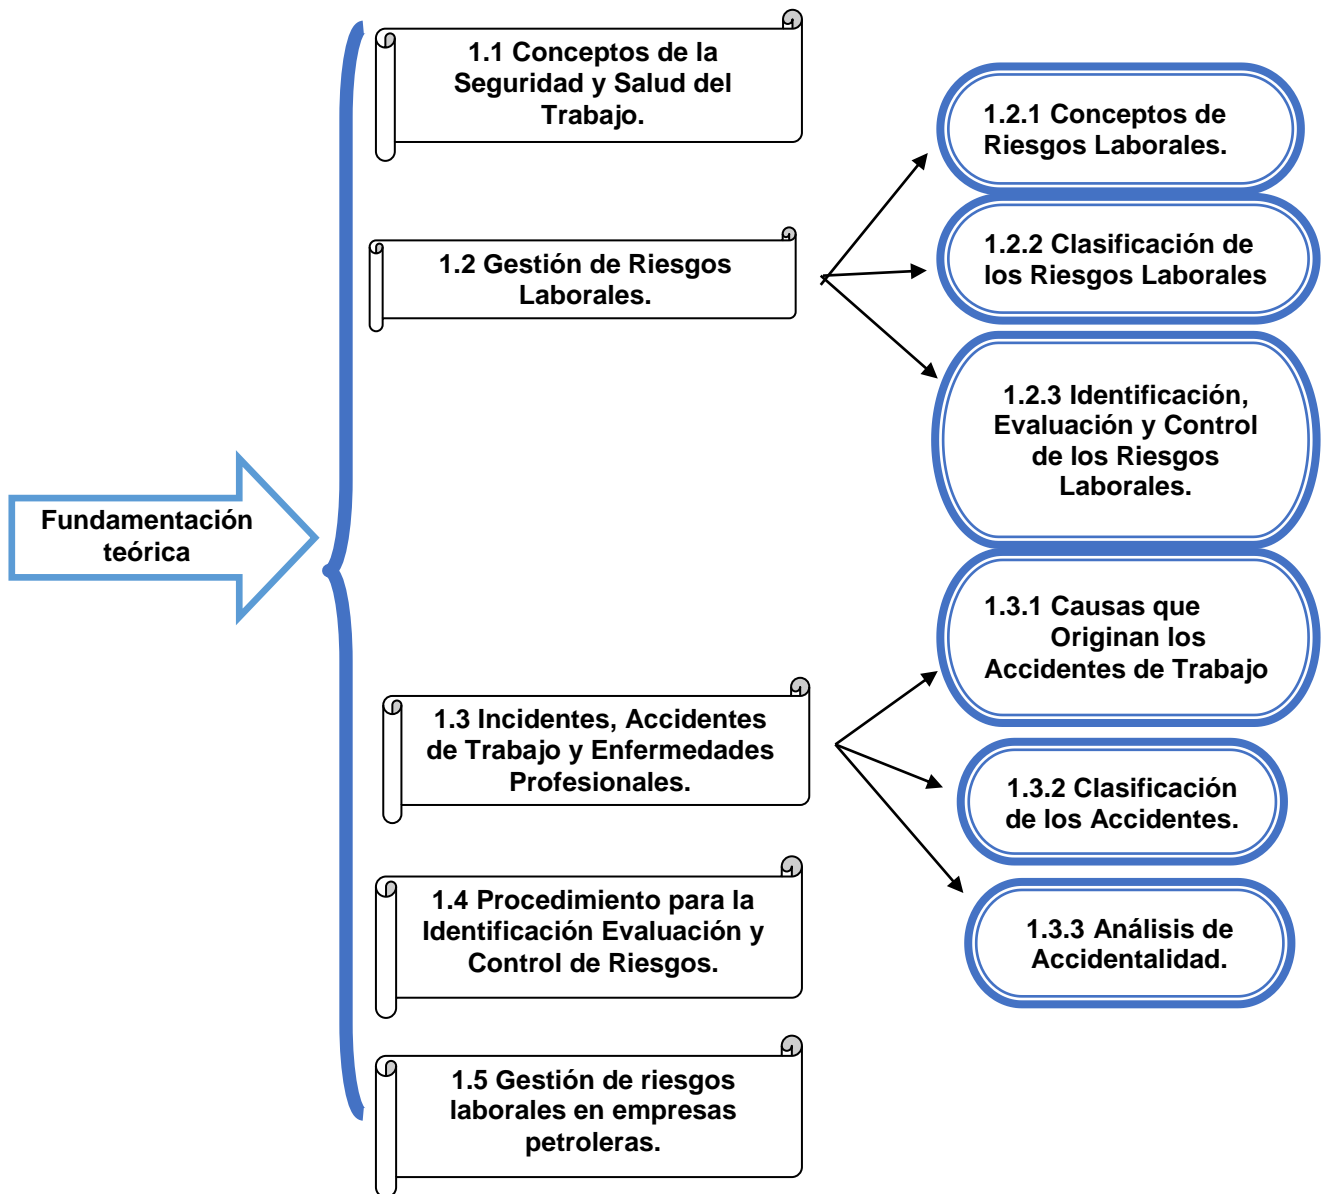 Fundamentación
teórica
1.1 Conceptos de la
Seguridad y Salud del
Trabajo.
1.2 Gestión de Riesgos
Laborales.
1.2.1 Conceptos de
Riesgos Laborales.
1.2.2 Clasificación de
los Riesgos Laborales
1.2.3 Identificación,
Evaluación y Control
de los Riesgos
Laborales.
1.3 Incidentes, Accidentes
de Trabajo y Enfermedades
Profesionales.
1.3.1 Causas que
Originan los
Accidentes de Trabajo
1.3.2 Clasificación
de los Accidentes.
1.3.3 Análisis de
Accidentalidad.
1.4 Procedimiento para la
Identificación Evaluación y
Control de Riesgos.
1.5 Gestión de riesgos
laborales en empresas
petroleras.